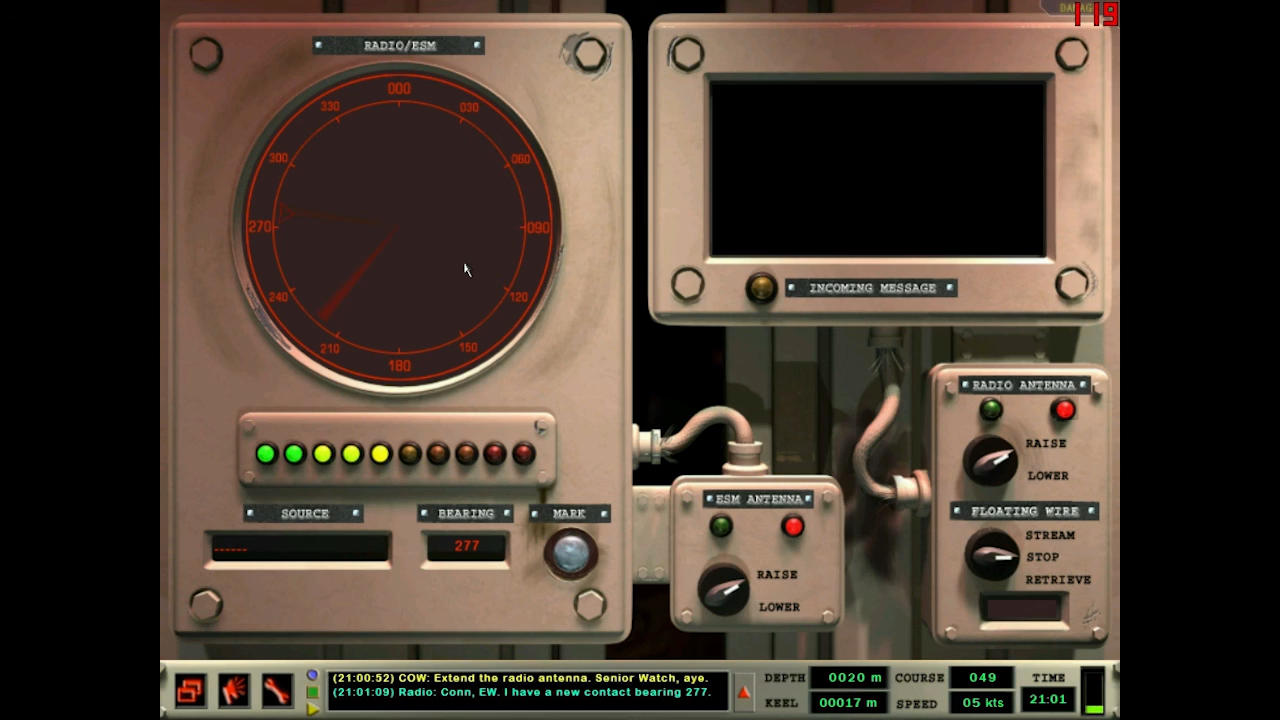 DAMAG
119
RADIO/ESM
000
330
030
300
060
270
090
240
120
210
150
180
SOURCE
BEARING
MARK
------
277
INCOMING MESSAGE
ESM ANTENNA
RAISE
LOWER
RADIO ANTENNA
RAISE
LOWER
FLOATING WIRE
STREAM
STOP
RETRIEVE
(21:00:52) COW: Extend the radio antenna. Senior Watch, aye.
(21:01:09) Radio: Conn, EW. I have a new contact bearing 277.
DEPTH 0020 m COURSE 049 TIME
KEEL 00017 m SPEED 05 kts 21:01